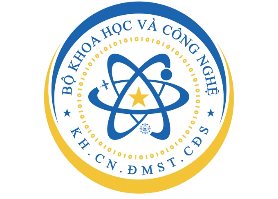 BỘ KHOA HỌC VÀ CÔNG NGHỆ
KH.CN.ĐMST.CĐS